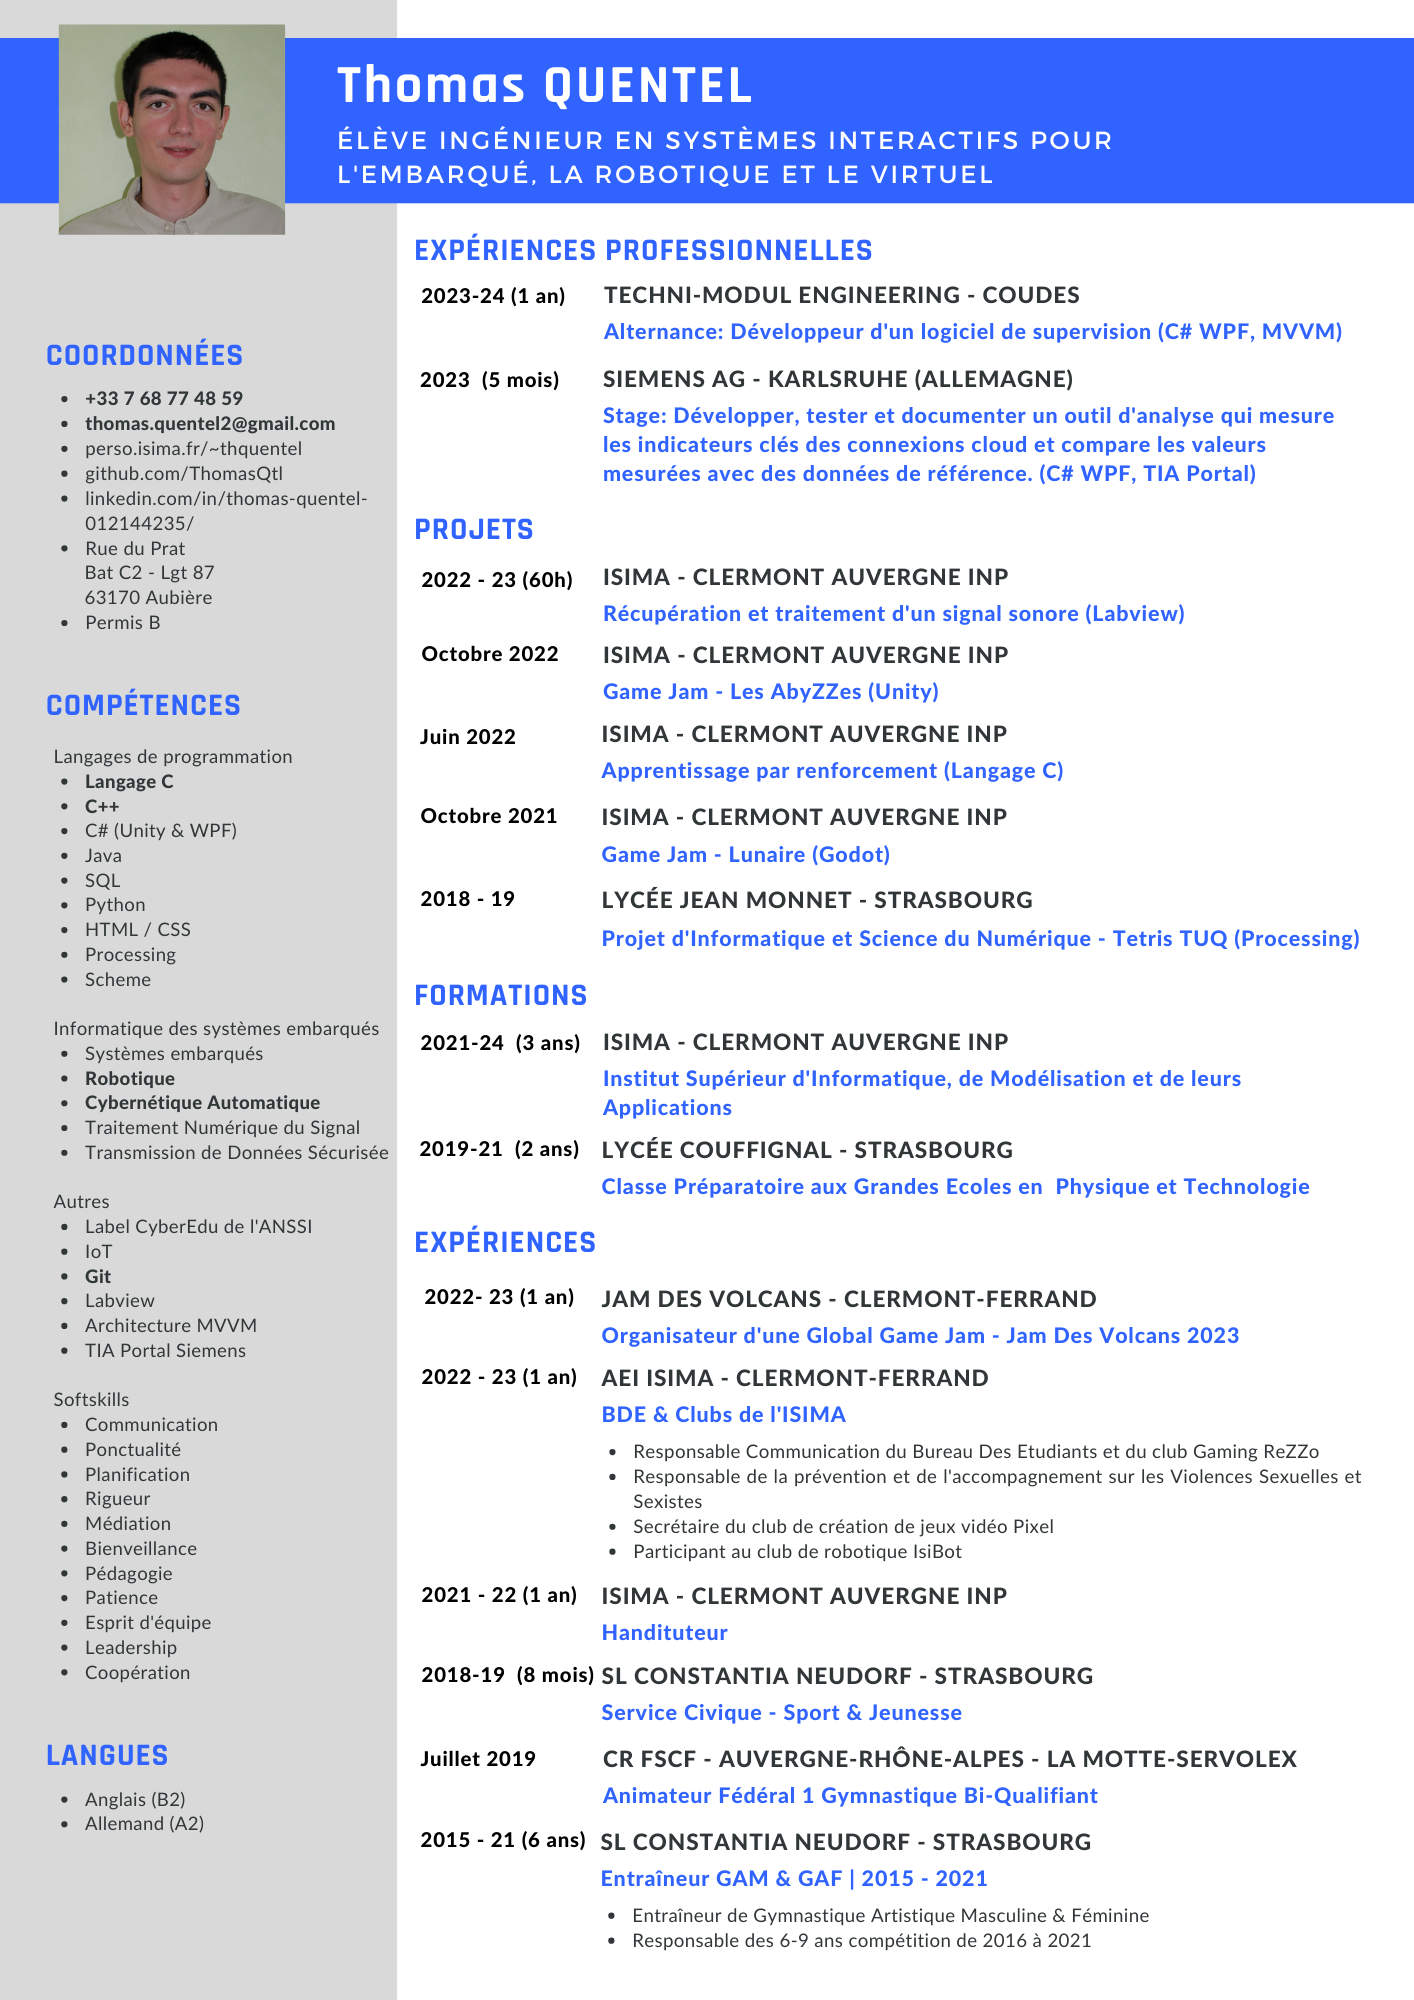 Thomas QUENTEL
ÉLÈVE INGÉNIEUR EN SYSTÈMES INTERACTIFS POUR
L'EMBARQUÉ, LA ROBOTIQUE ET LE VIRTUEL
COORDONNÉES
• +33 7 68 77 48 59
• thomas.quentel2@gmail.com
• perso.isima.fr/~thquentel
• github.com/ThomasQtl
• linkedin.com/in/thomas-quentel-
012144235/
• Rue du Prat
Bat C2 - Lgt 87
63170 Aubière
• Permis B
COMPÉTENCES
Langages de programmation
• Langage C
• C++
• C# (Unity & WPF)
• Java
• SQL
• Python
• HTML / CSS
• Processing
• Scheme
Informatique des systèmes embarqués
• Systèmes embarqués
• Robotique
• Cybernétique Automatique
• Traitement Numérique du Signal
• Transmission de Données Sécurisée
Autres
• Label CyberEdu de l'ANSSI
• IoT
• Git
• Labview
• Architecture MVVM
• TIA Portal Siemens
Softskills
• Communication
• Ponctualité
• Planification
• Rigueur
• Médiation
• Bienveillance
• Pédagogie
• Patience
• Esprit d'équipe
• Leadership
• Coopération
LANGUES
• Anglais (B2)
• Allemand (A2)
EXPÉRIENCES PROFESSIONNELLES
2023-24 (1 an) TECHNI-MODUL ENGINEERING - COUDES
Alternance: Développeur d'un logiciel de supervision (C# WPF, MVVM)
2023 (5 mois) SIEMENS AG - KARLSRUHE (ALLEMAGNE)
Stage: Développer, tester et documenter un outil d'analyse qui mesure
les indicateurs clés des connexions cloud et compare les valeurs
mesurées avec des données de référence. (C# WPF, TIA Portal)
PROJETS
2022 - 23 (60h) ISIMA - CLERMONT AUVERGNE INP
Récupération et traitement d'un signal sonore (Labview)
Octobre 2022 ISIMA - CLERMONT AUVERGNE INP
Game Jam - Les AbyZZes (Unity)
Juin 2022 ISIMA - CLERMONT AUVERGNE INP
Apprentissage par renforcement (Langage C)
Octobre 2021 ISIMA - CLERMONT AUVERGNE INP
Game Jam - Lunaire (Godot)
2018 - 19 LYCÉE JEAN MONNET - STRASBOURG
Projet d'Informatique et Science du Numérique - Tetris TUQ (Processing)
FORMATIONS
2021-24 (3 ans) ISIMA - CLERMONT AUVERGNE INP
Institut Supérieur d'Informatique, de Modélisation et de leurs
Applications
2019-21 (2 ans) LYCÉE COUFFIGNAL - STRASBOURG
Classe Préparatoire aux Grandes Ecoles en Physique et Technologie
EXPÉRIENCES
2022- 23 (1 an) JAM DES VOLCANS - CLERMONT-FERRAND
Organisateur d'une Global Game Jam - Jam Des Volcans 2023
2022 - 23 (1 an) AEI ISIMA - CLERMONT-FERRAND
BDE & Clubs de l'ISIMA
• Responsable Communication du Bureau Des Etudiants et du club Gaming ReZZo
• Responsable de la prévention et de l'accompagnement sur les Violences Sexuelles et
Sexistes
• Secrétaire du club de création de jeux vidéo Pixel
• Participant au club de robotique IsiBot
2021 - 22 (1 an) ISIMA - CLERMONT AUVERGNE INP
Handituteur
2018-19 (8 mois) SL CONSTANTIA NEUDORF - STRASBOURG
Service Civique - Sport & Jeunesse
Juillet 2019 CR FSCF - AUVERGNE-RHÔNE-ALPES - LA MOTTE-SERVOLEX
Animateur Fédéral 1 Gymnastique Bi-Qualifiant
2015 - 21 (6 ans) SL CONSTANTIA NEUDORF - STRASBOURG
Entraîneur GAM & GAF | 2015 - 2021
• Entraîneur de Gymnastique Artistique Masculine & Féminine
• Responsable des 6-9 ans compétition de 2016 à 2021